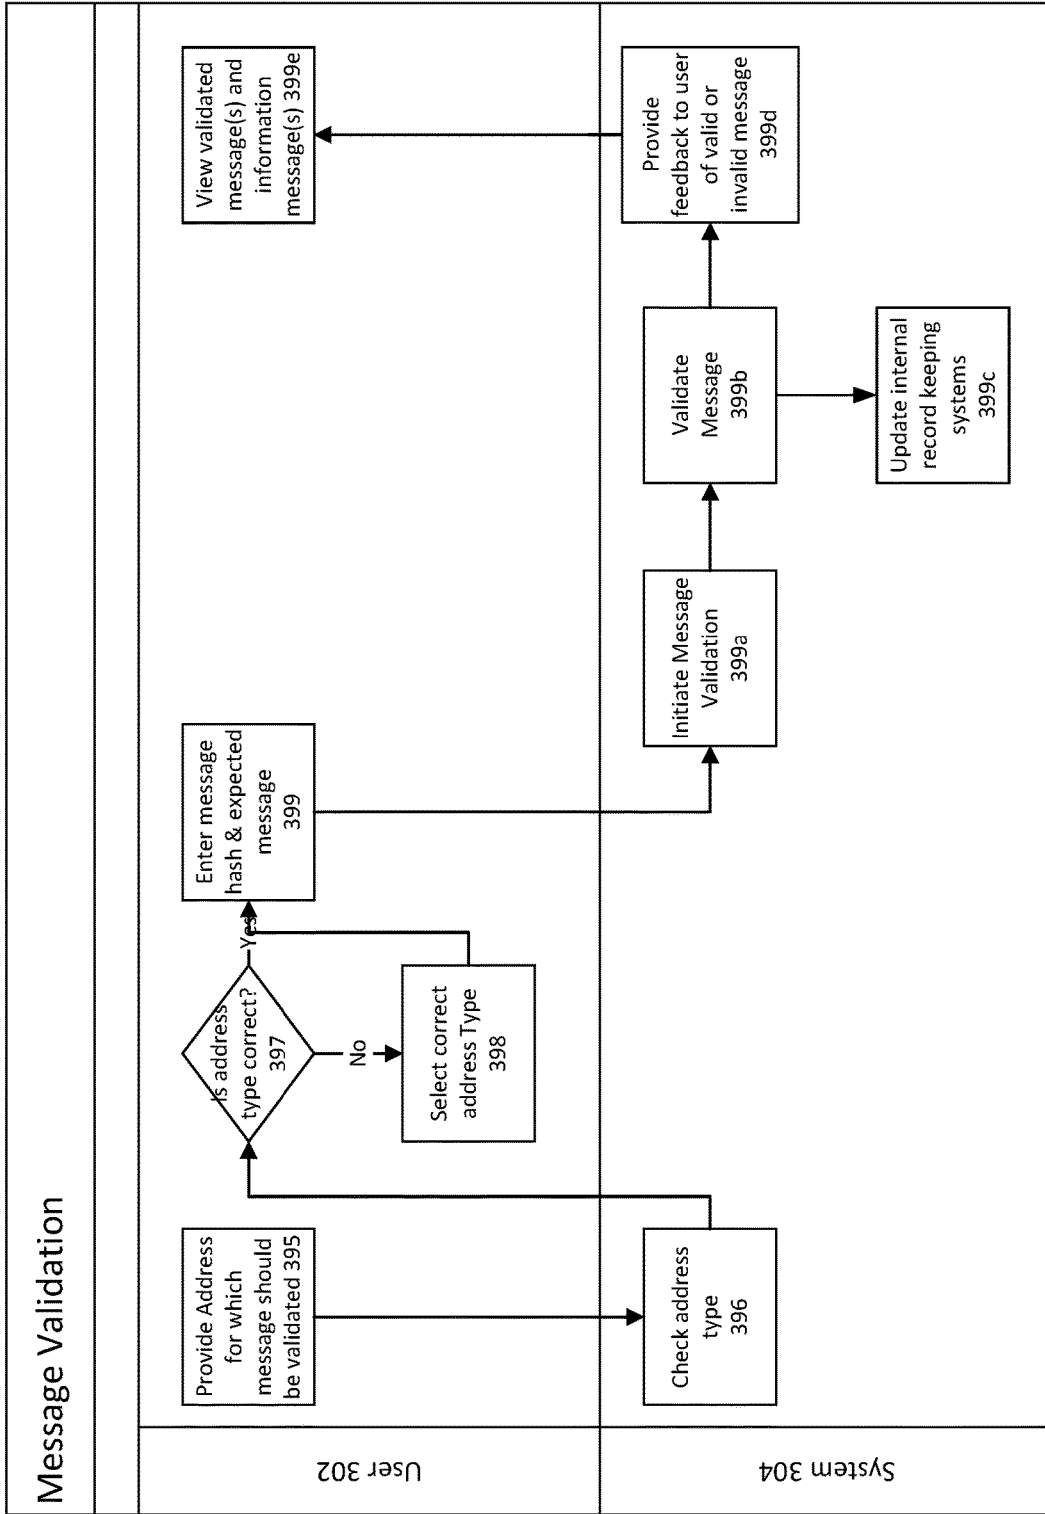 Message Validation
User 302
Provide Address
for which
message should
be validated 395
Is address
type correct?
397
Yes
No
Select correct
address Type
398
Enter message
hash & expected
message
399
View validated
message(s) and
information
message(s) 399e
System 304
Check address
type
396
Initiate Message
Validation
399a
Validate
Message
399b
Update internal
record keeping
systems
399c
Provide
feedback to user
of valid or
invalid message
399d